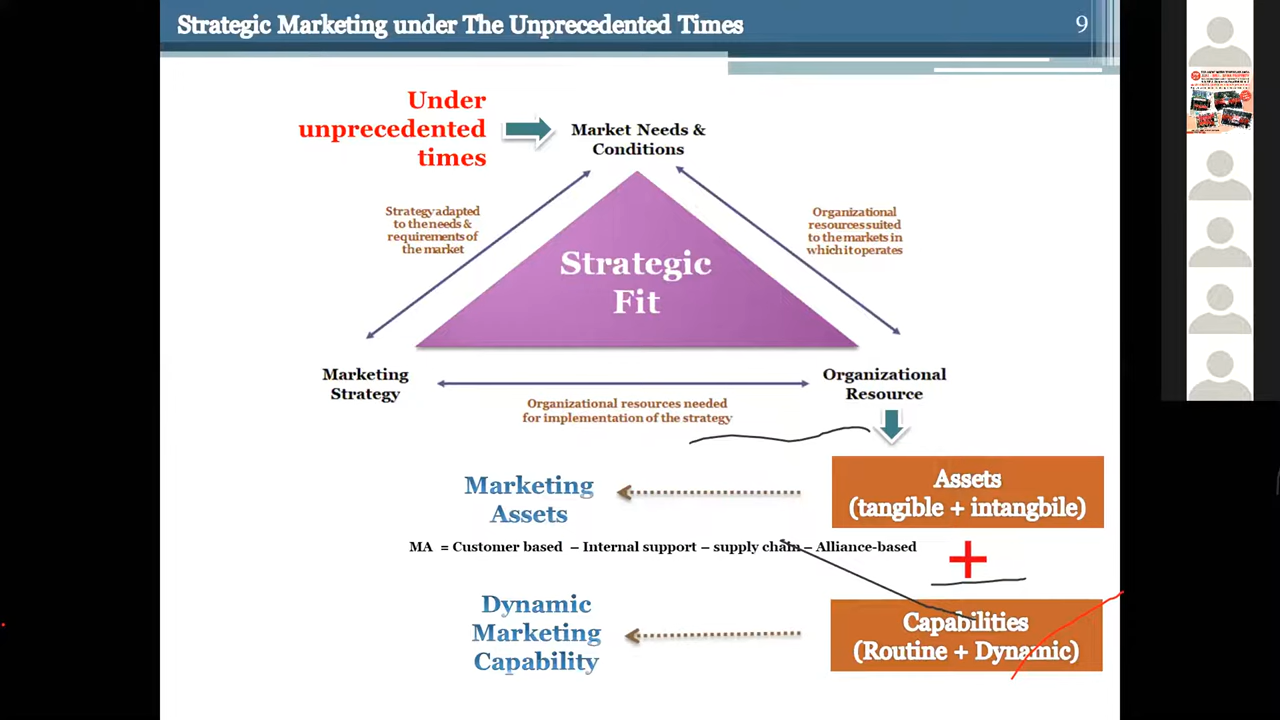 Strategic Marketing under The Unprecedented Times
9
Under
unprecedented
times
Market Needs &
Conditions
Strategy adapted
to the needs &
requirements of
the market
Organizational
resources suited
to the markets in
which it operates
Strategic
Fit
Marketing
Strategy
Organizational
Resource
Organizational resources needed
for implementation of the strategy
Marketing
Assets
Assets
(tangible + intangbile)
MA = Customer based – Internal support – supply chain – Alliance-based
+
Dynamic
Marketing
Capability
Capabilities
(Routine + Dynamic)